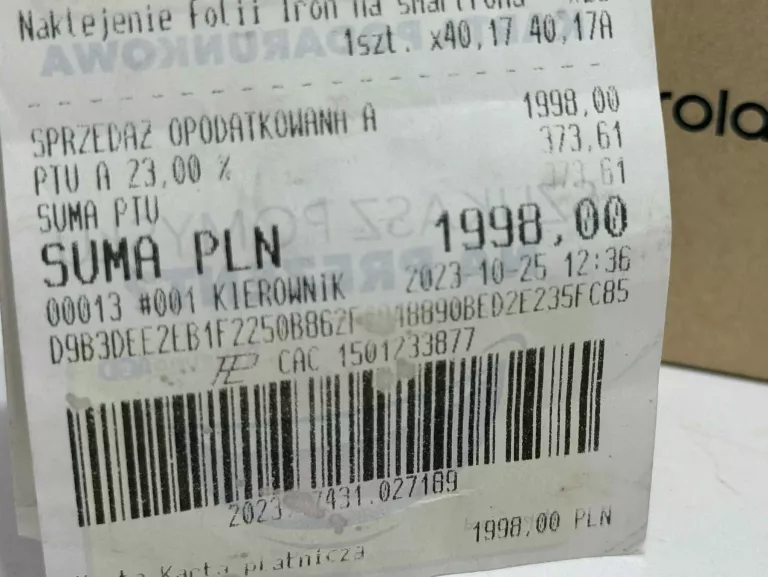 Naklejenie folii Iron na smartfona
1szt. x40,17 40,17A
SPRZEDAŻ OPODATKOWANA A 1998,00
PTU A 23,00 % 373,61
SUMA PTU 373,61
SUMA PLN 1998,00
00013 #001 KIEROWNIK 2023-10-25 12:36
CAC 1501233877
1998,00 PLN
Karta płatnicza
rola